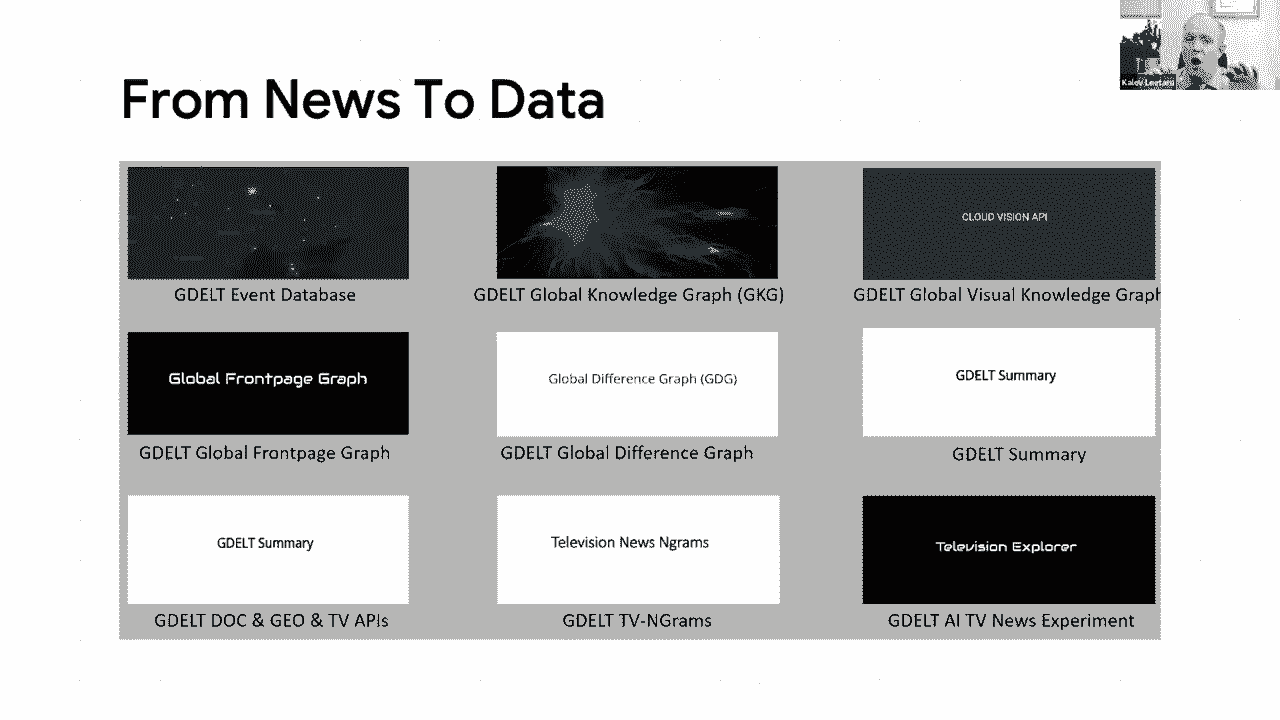 Kalev Leetaru
From News To Data
CLOUD VISION API
GDELT Event Database
GDELT Global Knowledge Graph (GKG)
GDELT Global Visual Knowledge Graph
Global Frontpage Graph
Global Difference Graph (GDG)
GDELT Summary
GDELT Global Frontpage Graph
GDELT Global Difference Graph
GDELT Summary
GDELT Summary
Television News Ngrams
Television Explorer
GDELT DOC & GEO & TV APIs
GDELT TV-NGrams
GDELT AI TV News Experiment